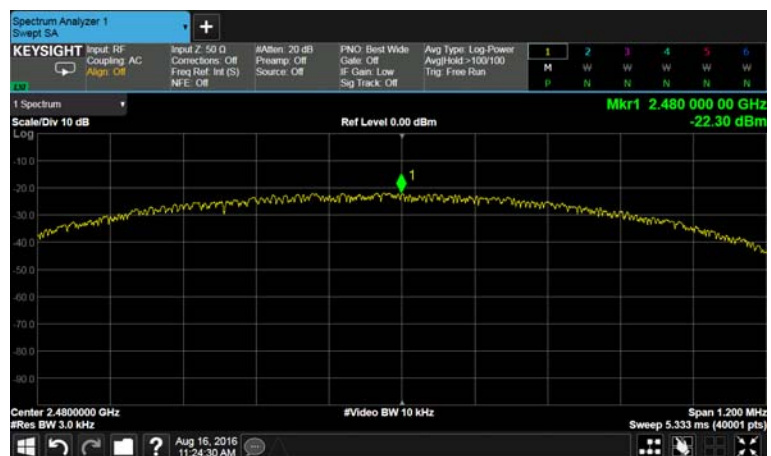 Spectrum Analyzer 1
Swept SA
+
KEYSIGHT
Input: RF
Coupling: AC
Align: Off
Input Z: 50 Ω
Corrections: Off
Freq Ref: Int (S)
NFE: Off
#Atten: 20 dB
Preamp: Off
Source: Off
PNO: Best Wide
Gate: Off
IF Gain: Low
Sig Track: Off
Avg Type: Log-Power
Avg|Hold:>100/100
Trig: Free Run
1 2 3 4 5 6
M W W W W W
P N N N N N
LXI
1 Spectrum
Mkr1 2.480 000 00 GHz
Scale/Div 10 dB
Ref Level 0.00 dBm
-22.30 dBm
Log
-10.0
1
-20.0
-30.0
-40.0
-50.0
-60.0
-70.0
-80.0
-90.0
Center 2.4800000 GHz
#Video BW 10 kHz
Span 1.200 MHz
#Res BW 3.0 kHz
Sweep 5.333 ms (40001 pts)
?
Aug 16, 2016
11:24:30 AM